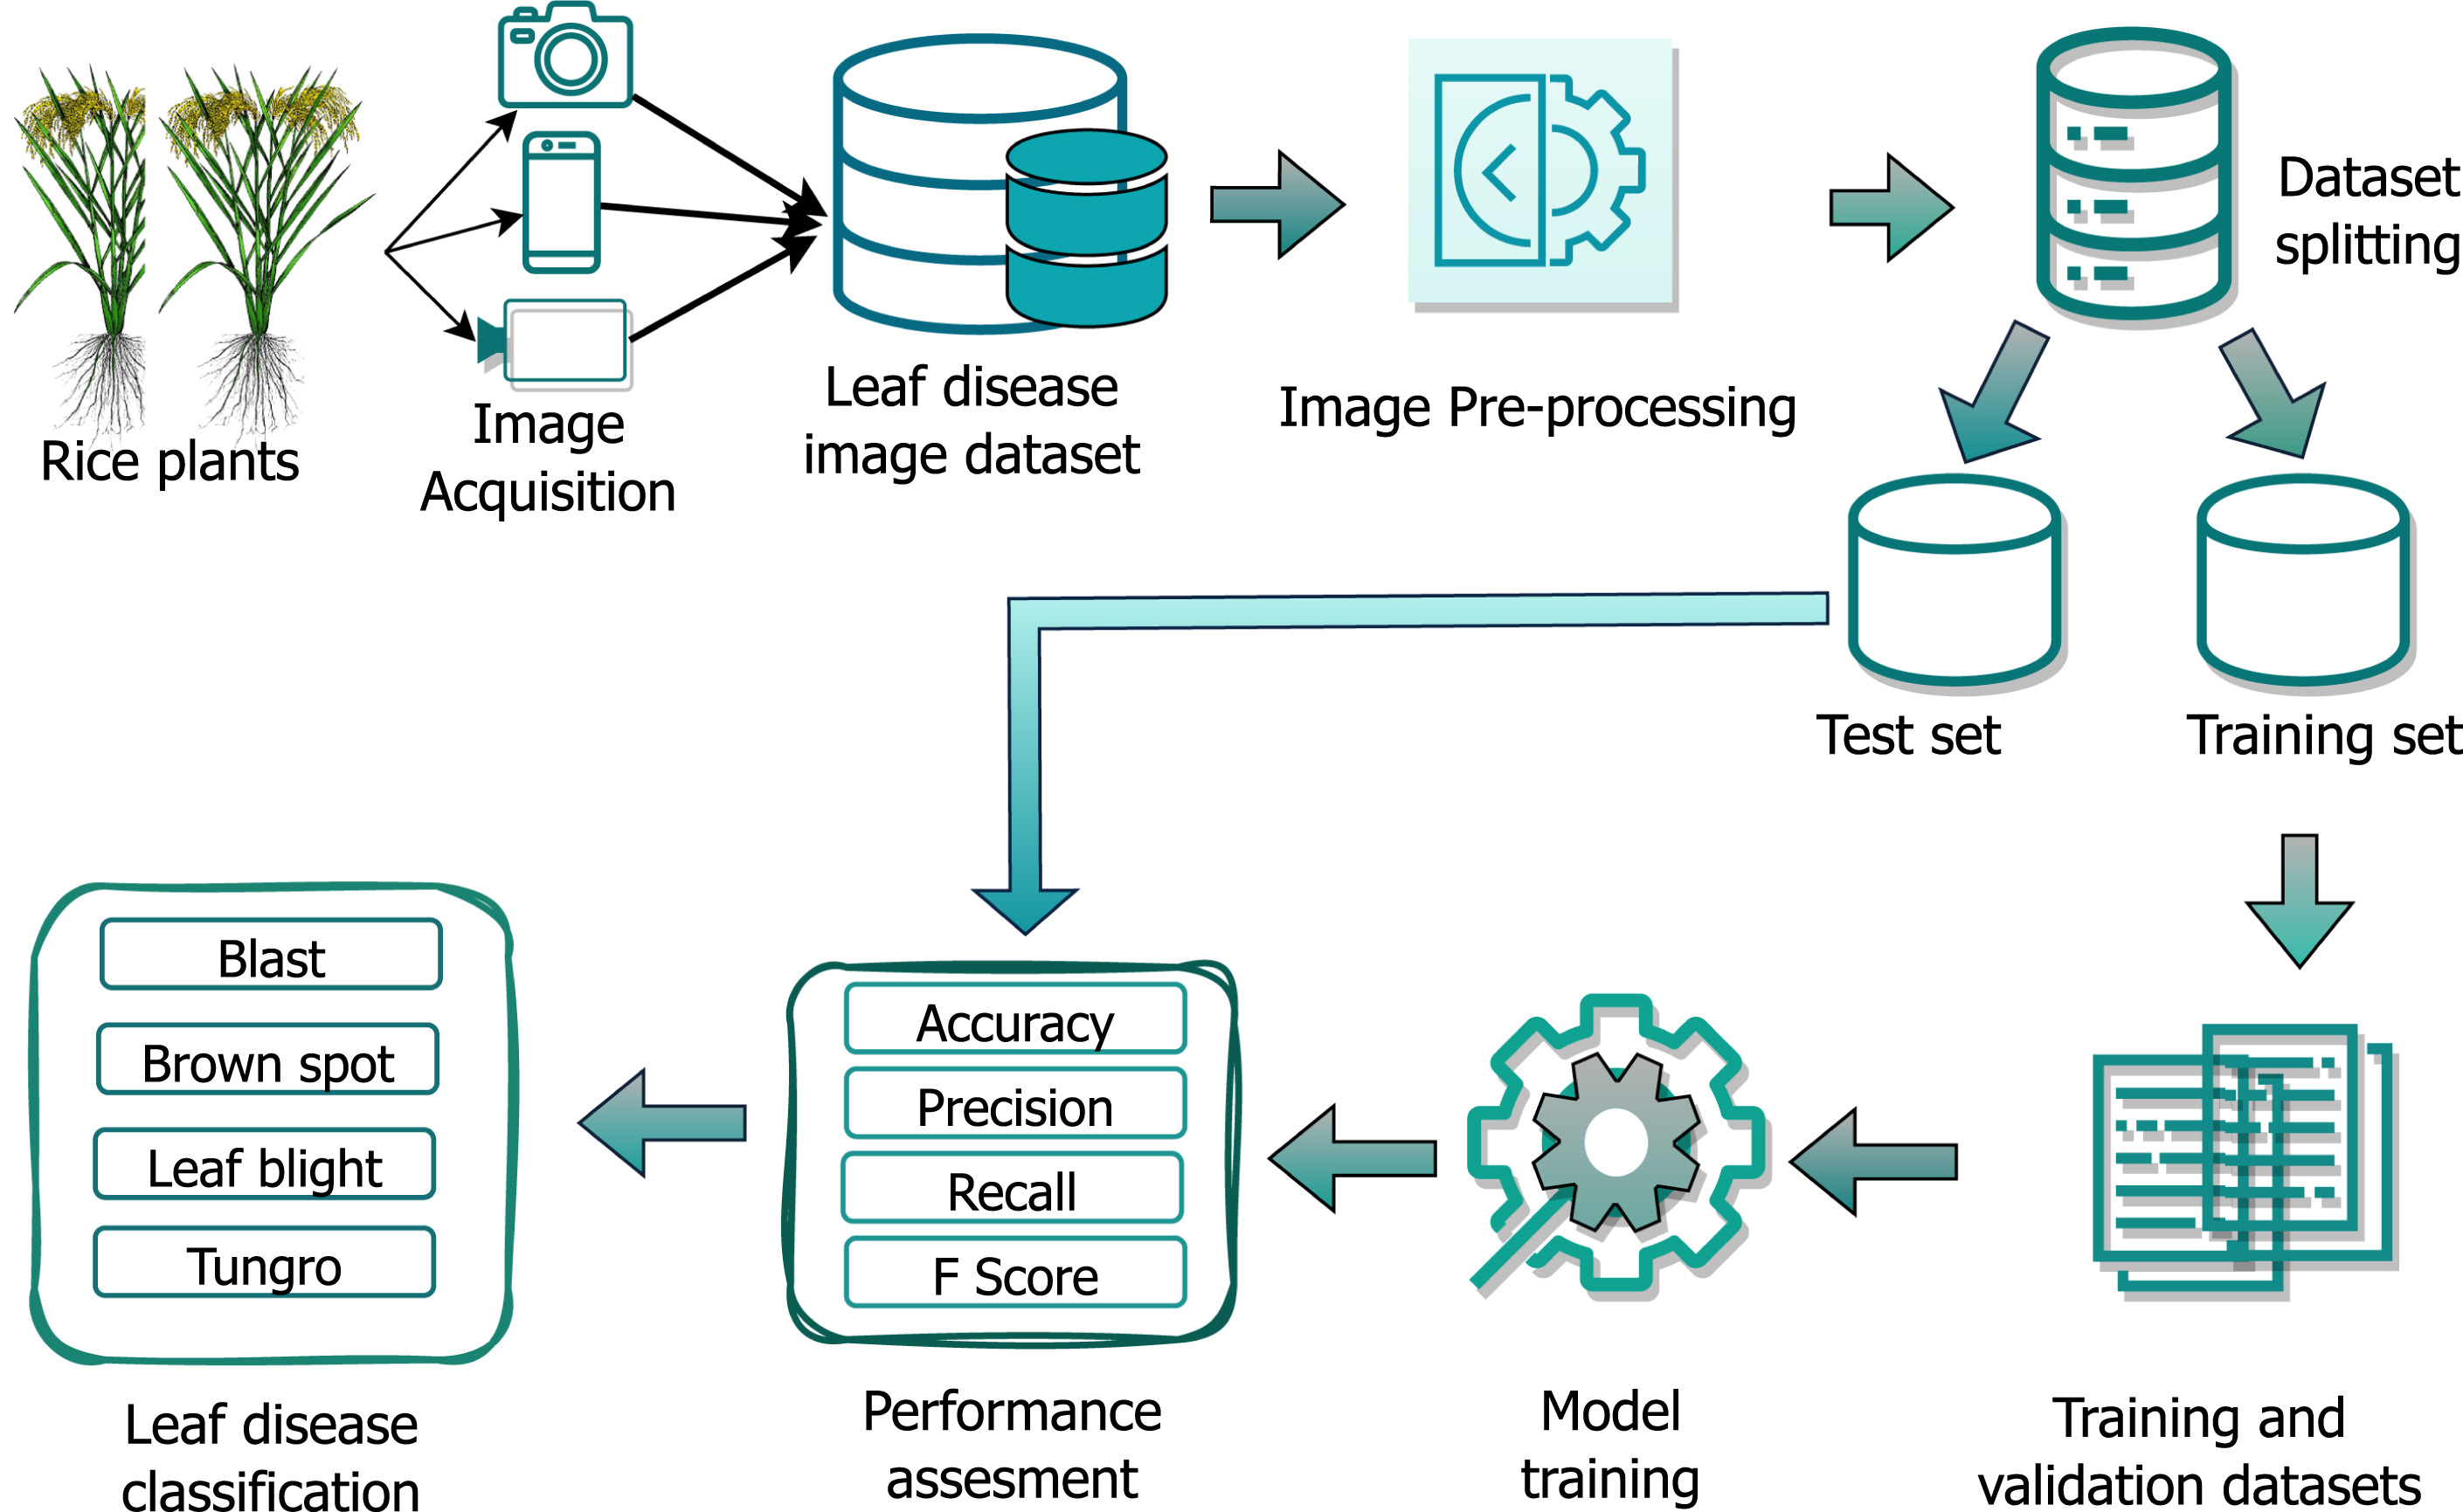 Rice plants
Image
Acquisition
Leaf disease
image dataset
Image Pre-processing
Dataset
splitting
Test set
Training set
Blast
Brown spot
Leaf blight
Tungro
Leaf disease
classification
Accuracy
Precision
Recall
F Score
Performance
assesment
Model
training
Training and
validation datasets